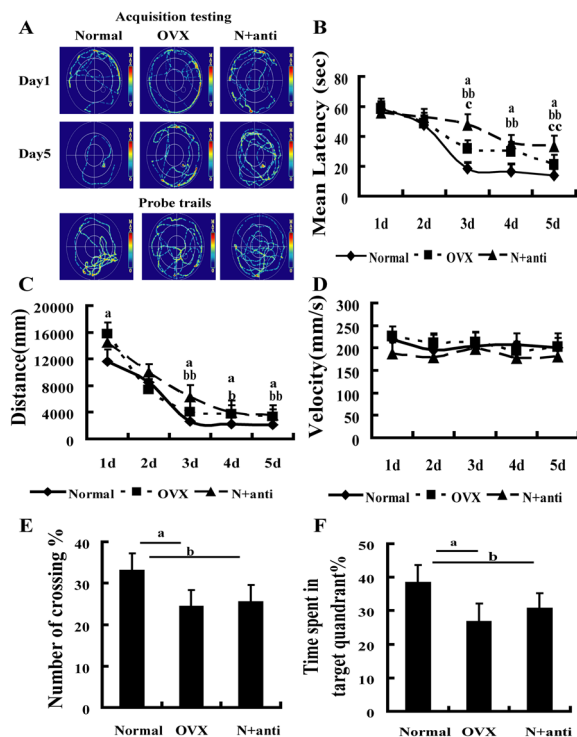 A
Acquisition testing
Normal OVX N+anti
Day1
Day5
Probe trails
B
Mean Latency (sec)
80
60
40
20
0
a
bb
c
a
bb
a
bb
cc
1d 2d 3d 4d 5d
Normal OVX N+anti
C
Distance(mm)
20000
16000
12000
8000
4000
0
a
a
bb
a
b
a
bb
1d 2d 3d 4d 5d
Normal OVX N+anti
D
Velocity(mm/s)
300
250
200
150
100
50
0
1d 2d 3d 4d 5d
Normal OVX N+anti
E
Number of crossing %
40
30
20
10
0
a
b
Normal OVX N+anti
F
Time spent in
target quandrant%
50
40
30
20
10
0
a
b
Normal OVX N+anti